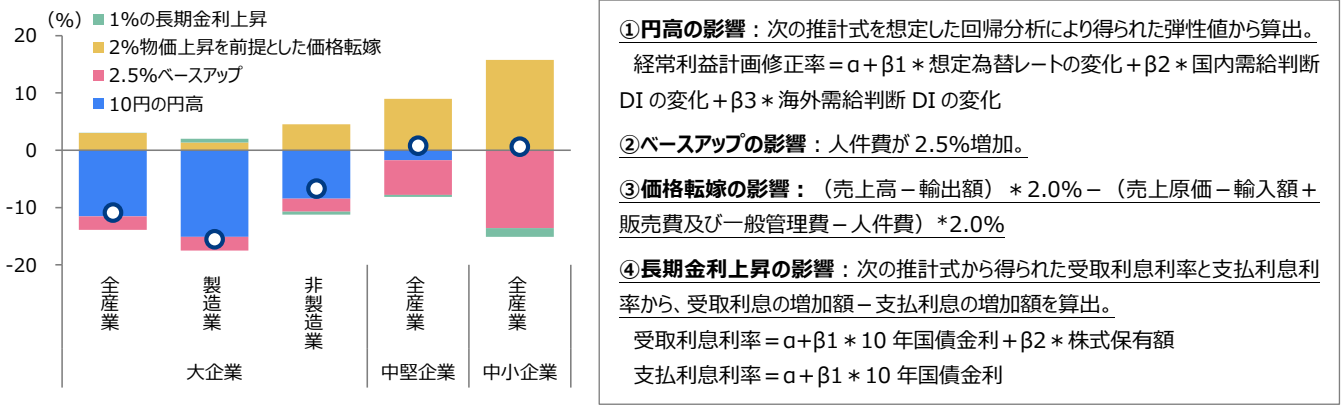 (%)
1%の長期金利上昇
2%物価上昇を前提とした価格転嫁
2.5%ベースアップ
10円の円高
20
10
0
-10
-20
全産業
製造業
非製造業
全産業
全産業
大企業
中堅企業
中小企業
①円高の影響：次の推計式を想定した回帰分析により得られた弾性値から算出。
経常利益計画修正率＝α＋β1＊想定為替レートの変化＋β2＊国内需給判断
DIの変化＋β3＊海外需給判断DIの変化
②ベースアップの影響：人件費が2.5%増加。
③価格転嫁の影響：（売上高－輸出額）＊2.0%－（売上原価－輸入額＋
販売費及び一般管理費－人件費）*2.0%
④長期金利上昇の影響：次の推計式から得られた受取利息利率と支払利息利
率から、受取利息の増加額－支払利息の増加額を算出。
受取利息利率＝α+β1＊10年国債金利＋β2＊株式保有額
支払利息利率＝α＋β1＊10年国債金利